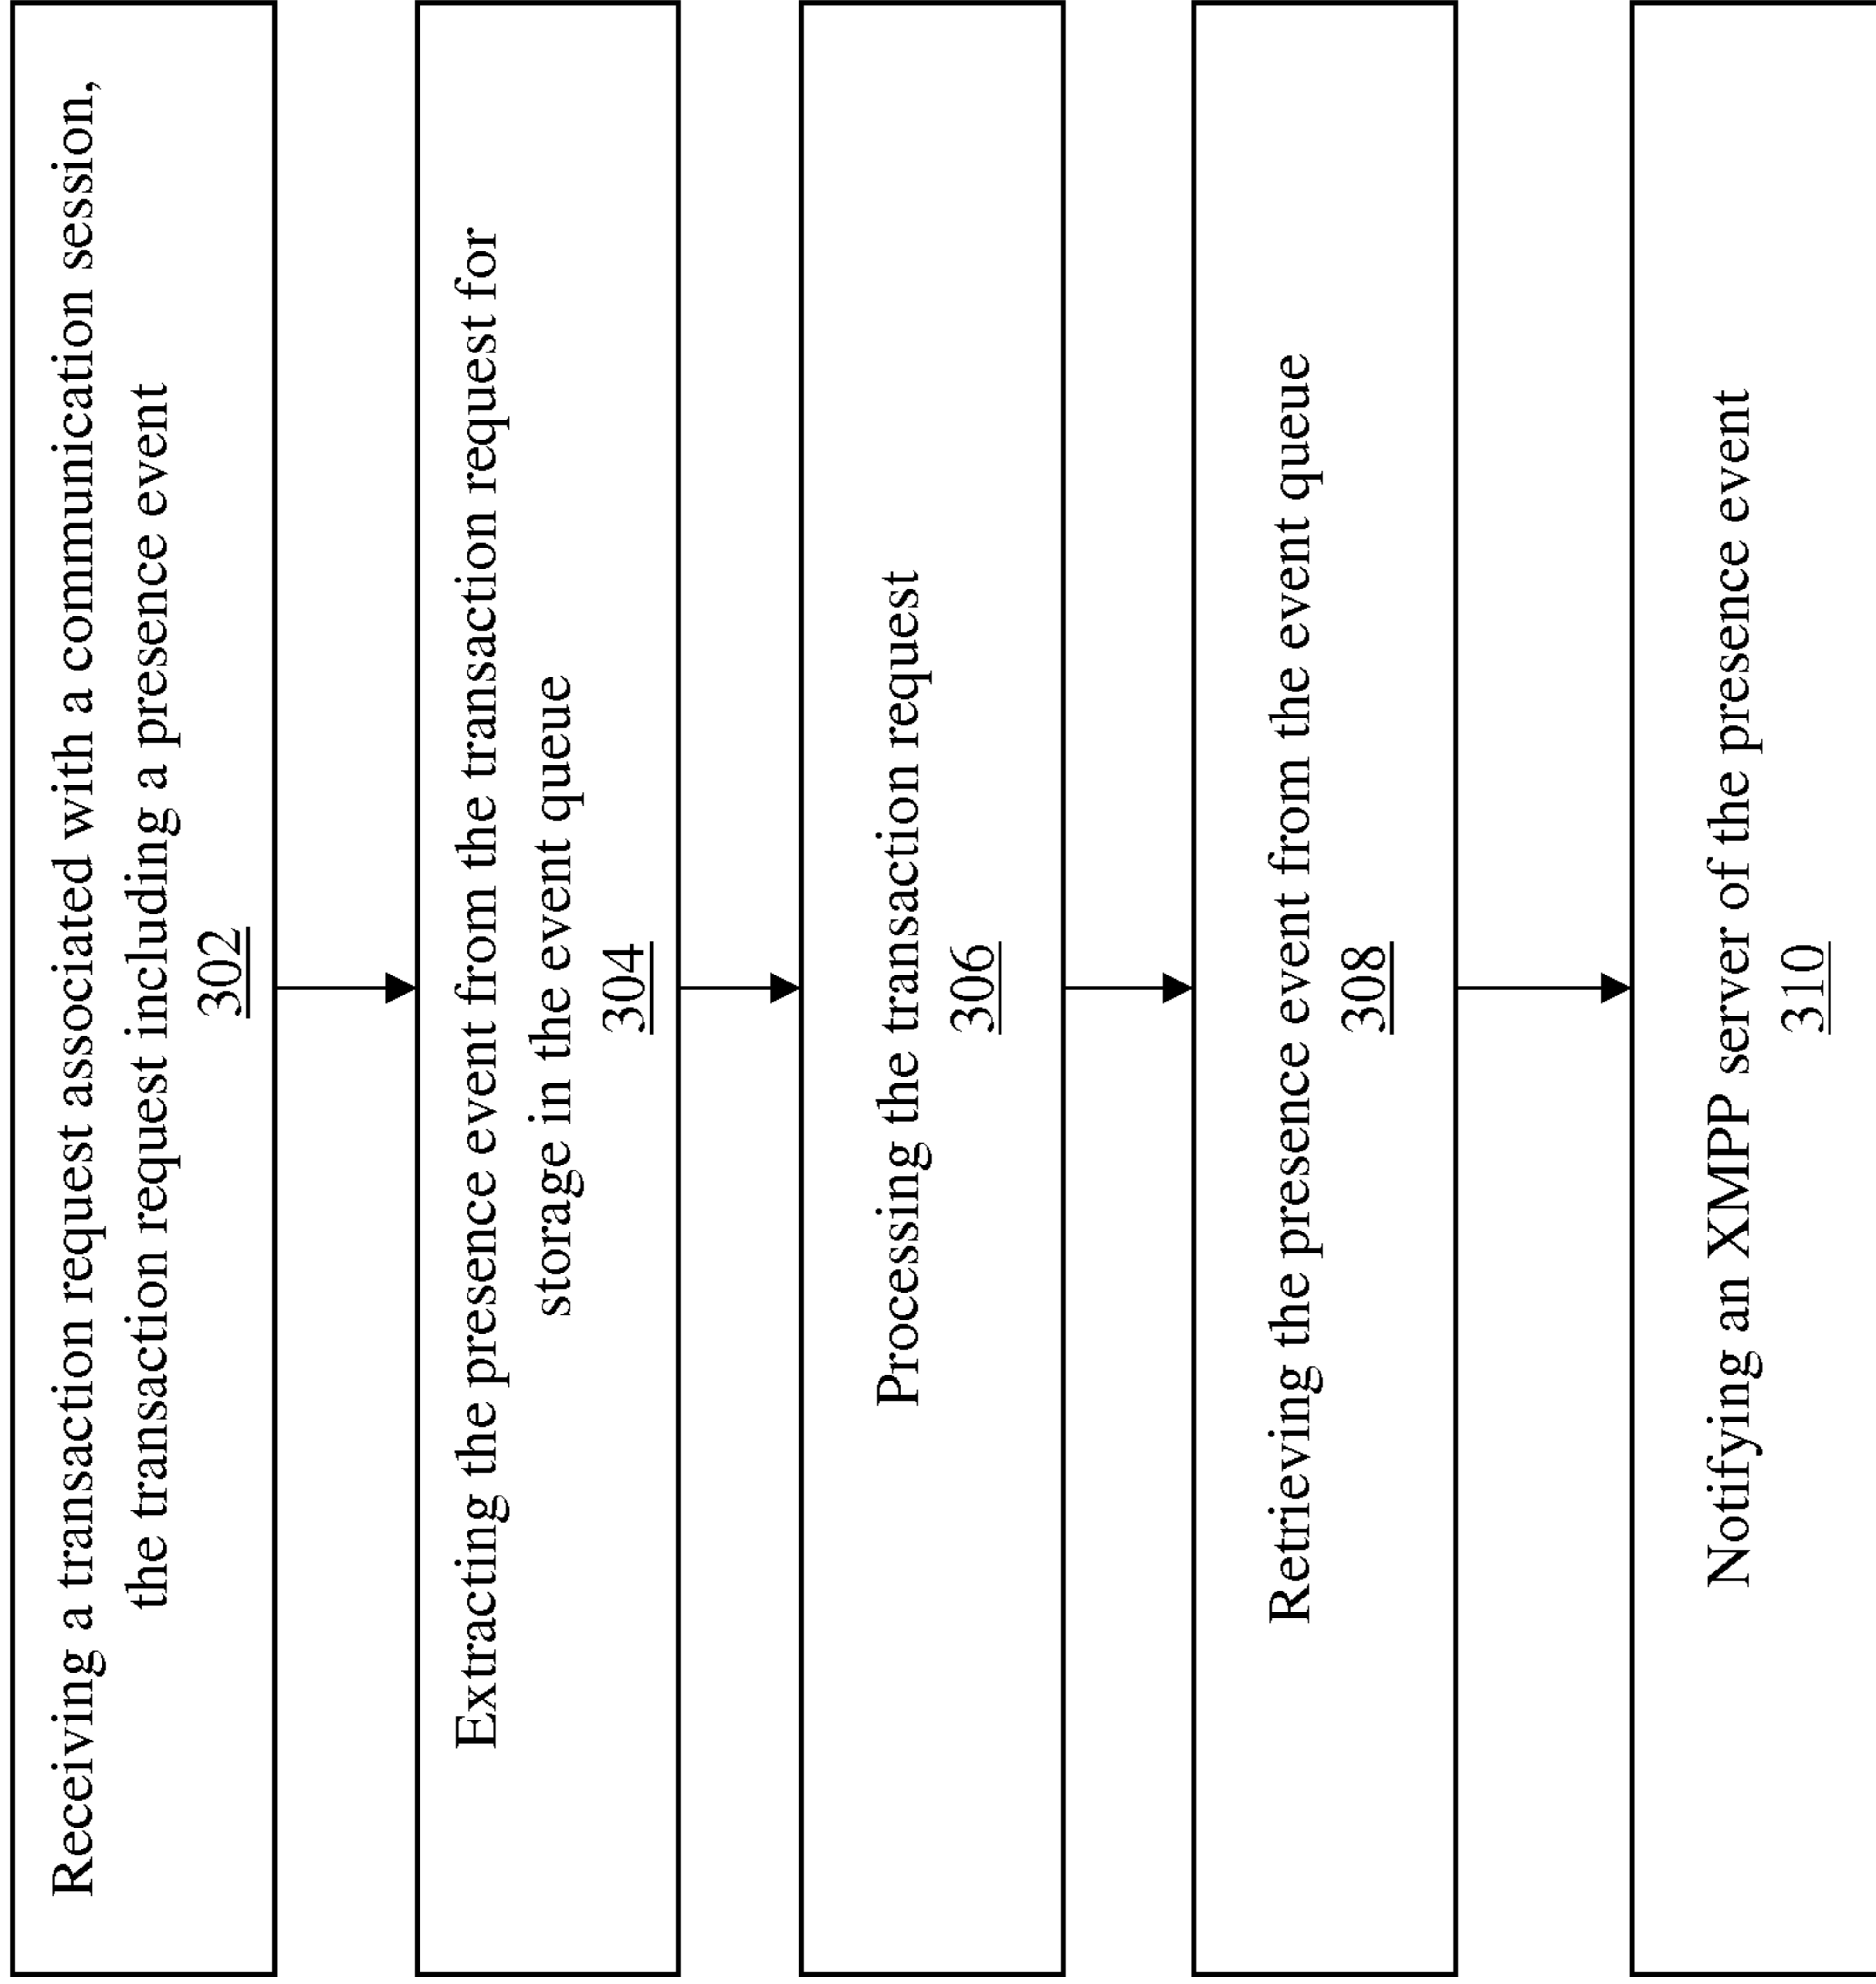 Receiving a transaction request associated with a communication session,
the transaction request including a presence event
302
Extracting the presence event from the transaction request for
storage in the event queue
304
Processing the transaction request
306
Retrieving the presence event from the event queue
308
Notifying an XMPP server of the presence event
310